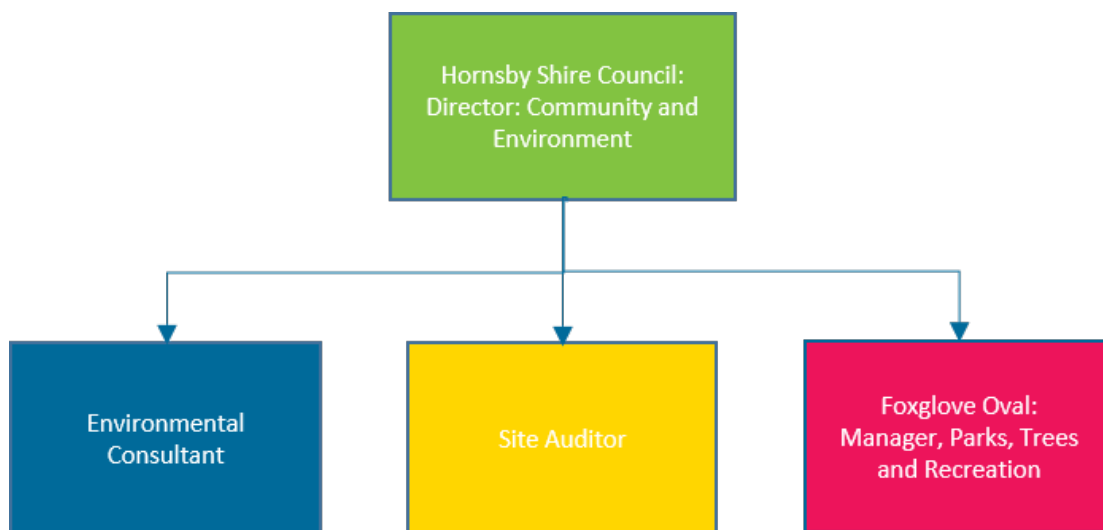 Hornsby Shire Council:
Director: Community and
Environment
Environmental
Consultant
Site Auditor
Foxglove Oval:
Manager, Parks, Trees
and Recreation